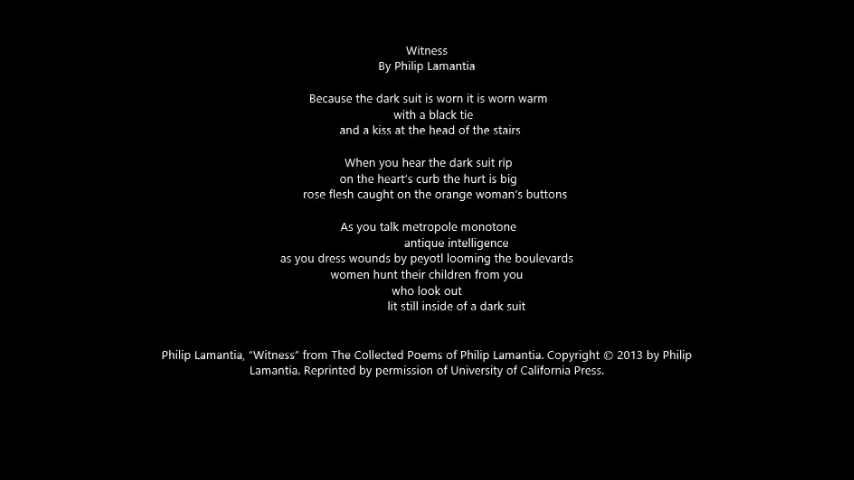 Witness
By Philip Lamantia
Because the dark suit is worn it is worn warm
with a black tie
and a kiss at the head of the stairs
When you hear the dark suit rip
on the heart's curb the hurt is big
rose flesh caught on the orange woman's buttons
As you talk metropole monotone
antique intelligence
as you dress wounds by peyotl looming the boulevards
women hunt their children from you
who look out
lit still inside of a dark suit
Philip Lamantia, "Witness" from The Collected Poems of Philip Lamantia. Copyright © 2013 by Philip
Lamantia. Reprinted by permission of University of California Press.